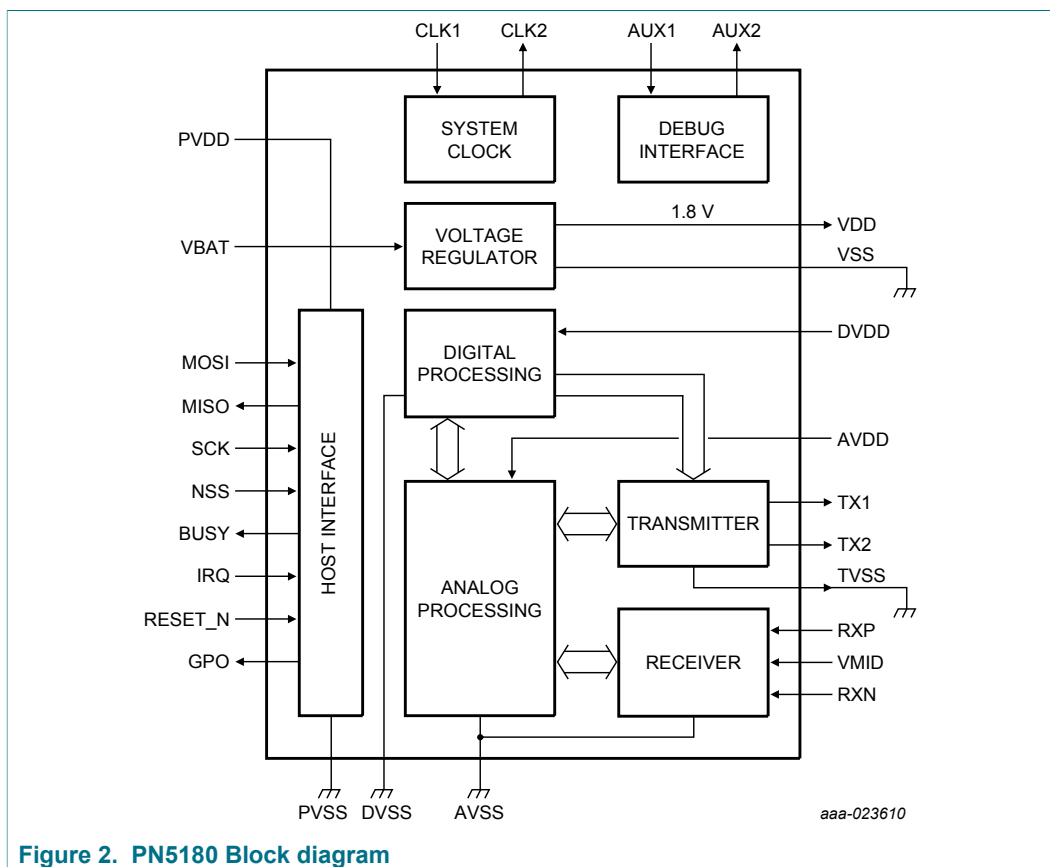 CLK1
CLK2
AUX1
AUX2
SYSTEM
CLOCK
DEBUG
INTERFACE
PVDD
VBAT
VOLTAGE
REGULATOR
1.8 V
VDD
VSS
DIGITAL
PROCESSING
DVDD
AVDD
MOSI
MISO
SCK
NSS
BUSY
IRQ
RESET_N
GPO
HOST INTERFACE
ANALOG
PROCESSING
TRANSMITTER
TX1
TX2
TVSS
RECEIVER
RXP
VMID
RXN
PVSS
DVSS
AVSS
aaa-023610
Figure 2. PN5180 Block diagram